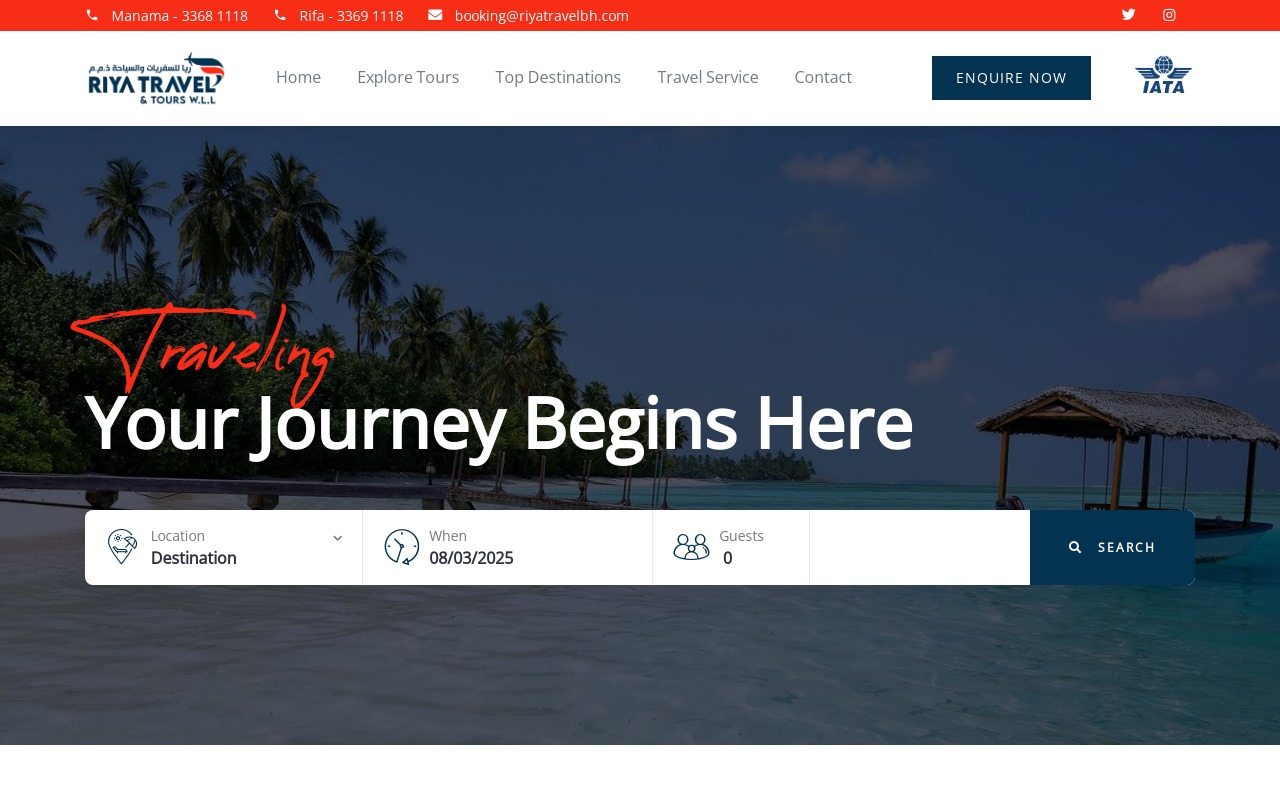 Manama - 3368 1118
Rifa - 3369 1118
booking@riyatravelbh.com
ريا للسفريات والسياحة ذ.م.م
RIYA TRAVEL
& TOURS W.L.L
Home
Explore Tours
Top Destinations
Travel Service
Contact
ENQUIRE NOW
IATA
Traveling
Your Journey Begins Here
Location
Destination
When
08/03/2025
Guests
0
SEARCH